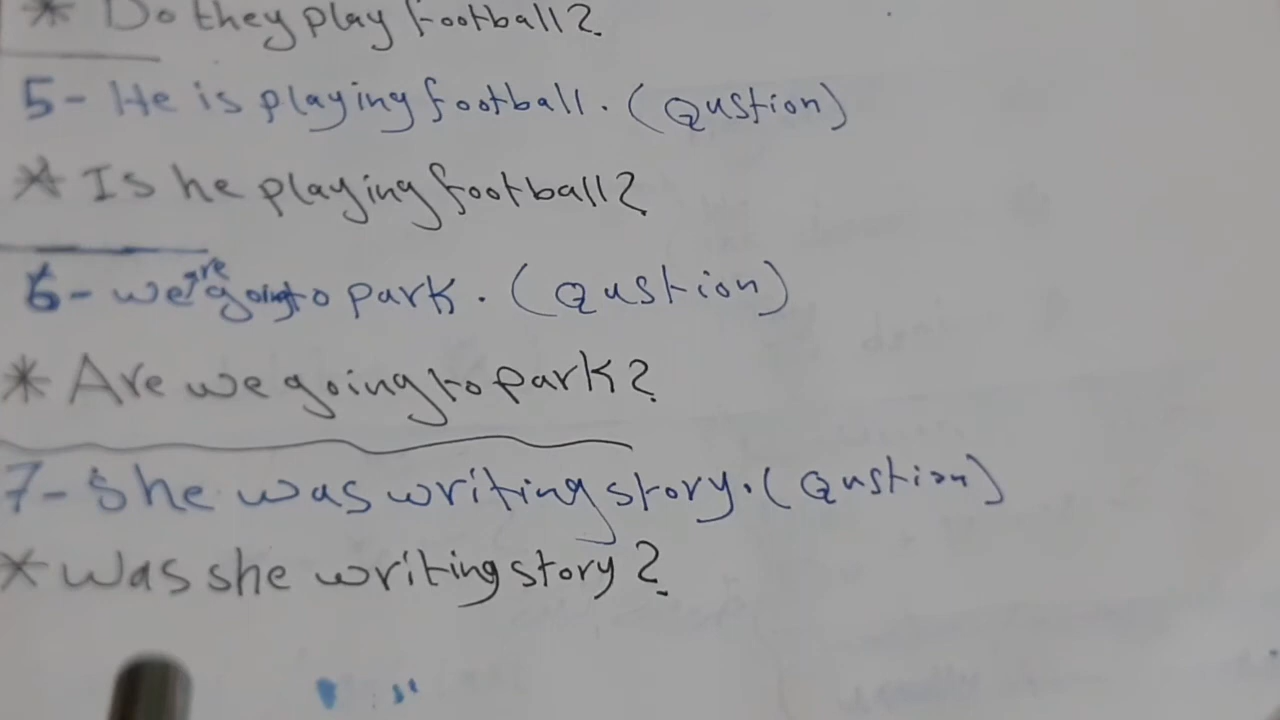 * Do they play football?
5- He is playing football. (Qustion)
* Is he playing football?
6- we are going to park. (Qustion)
* Are we going to park?
7- She was writing story. (Qustion)
* Was she writing story?